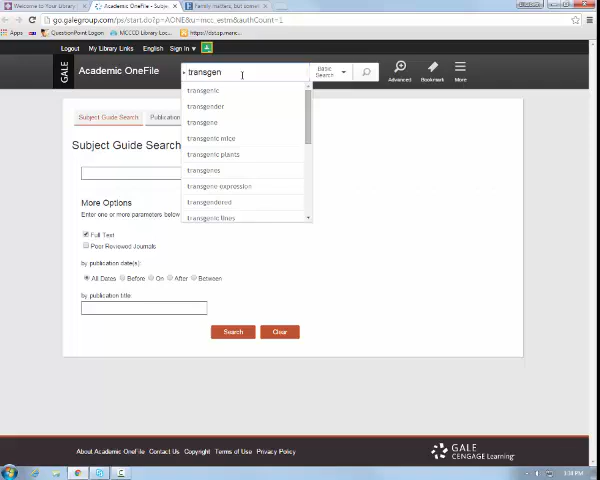 Welcome to Your Library
Academic OneFile - Subje
Family matters, but conver
go.galegroup.com/ps/start.do?p=AONE&u=mcc_estm&authCount=1
Apps
QuestionPoint Logon
MCCCD Library Loc
Logout My Library Links English Sign In
GALE
Academic OneFile
transgen
Basic
Search
Advanced
Bookmark
More
transgenic
transgender
transgene
transgenic mice
transgenic plants
transgenes
transgene expression
transgendered
transgenic lines
Subject Guide Search
Publication
Subject Guide Search
More Options
Enter one or more parameters below
Full Text
Peer Reviewed Journals
by publication date(s):
All Dates Before On After Between
by publication title:
Search
Clear
About Academic OneFile Contact Us Copyright Terms of Use Privacy Policy
GALE
CENGAGE Learning
3:38 PM